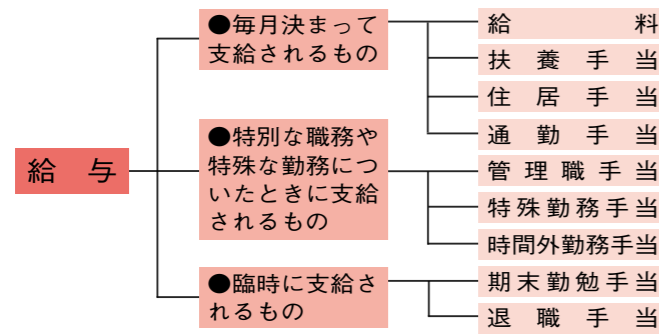 給与
●毎月決まって
支給されるもの
給料
扶養手当
住居手当
通勤手当
●特別な職務や
特殊な勤務につ
いたときに支給
されるもの
管理職手当
特殊勤務手当
時間外勤務手当
●臨時に支給さ
れるもの
期末勤勉手当
退職手当